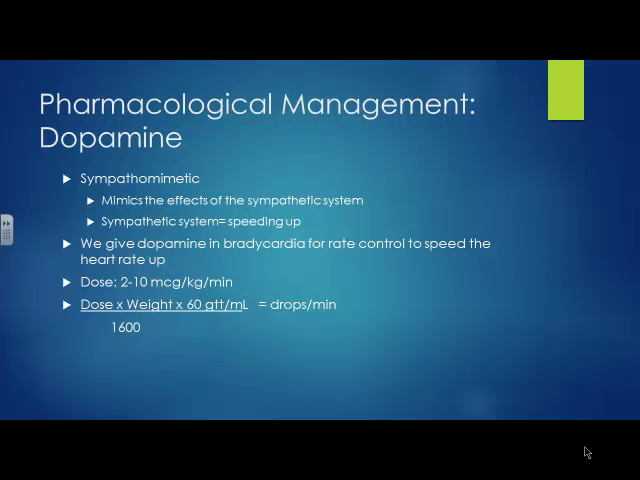 Pharmacological Management:
Dopamine
Sympathomimetic
Mimics the effects of the sympathetic system
Sympathetic system= speeding up
We give dopamine in bradycardia for rate control to speed the
heart rate up
Dose: 2-10 mcg/kg/min
Dose x Weight x 60 gtt/mL = drops/min
1600